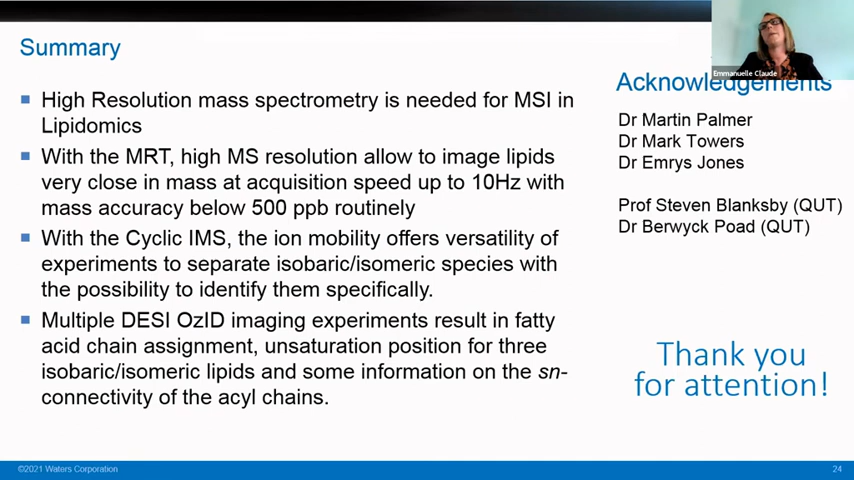 Summary
High Resolution mass spectrometry is needed for MSI in
Lipidomics
With the MRT, high MS resolution allow to image lipids
very close in mass at acquisition speed up to 10Hz with
mass accuracy below 500 ppb routinely
With the Cyclic IMS, the ion mobility offers versatility of
experiments to separate isobaric/isomeric species with
the possibility to identify them specifically.
Multiple DESI OzID imaging experiments result in fatty
acid chain assignment, unsaturation position for three
isobaric/isomeric lipids and some information on the sn-
connectivity of the acyl chains.
Emmanuelle Claude
Acknowledgements
Dr Martin Palmer
Dr Mark Towers
Dr Emrys Jones
Prof Steven Blanksby (QUT)
Dr Berwyck Poad (QUT)
Thank you
for attention!
©2021 Waters Corporation
24